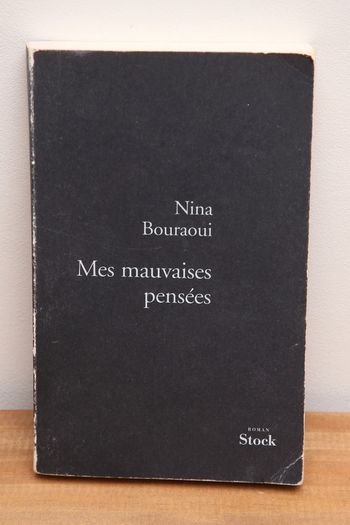 Nina
Bouraoui
Mes mauvaises
pensées
ROMAN
Stock